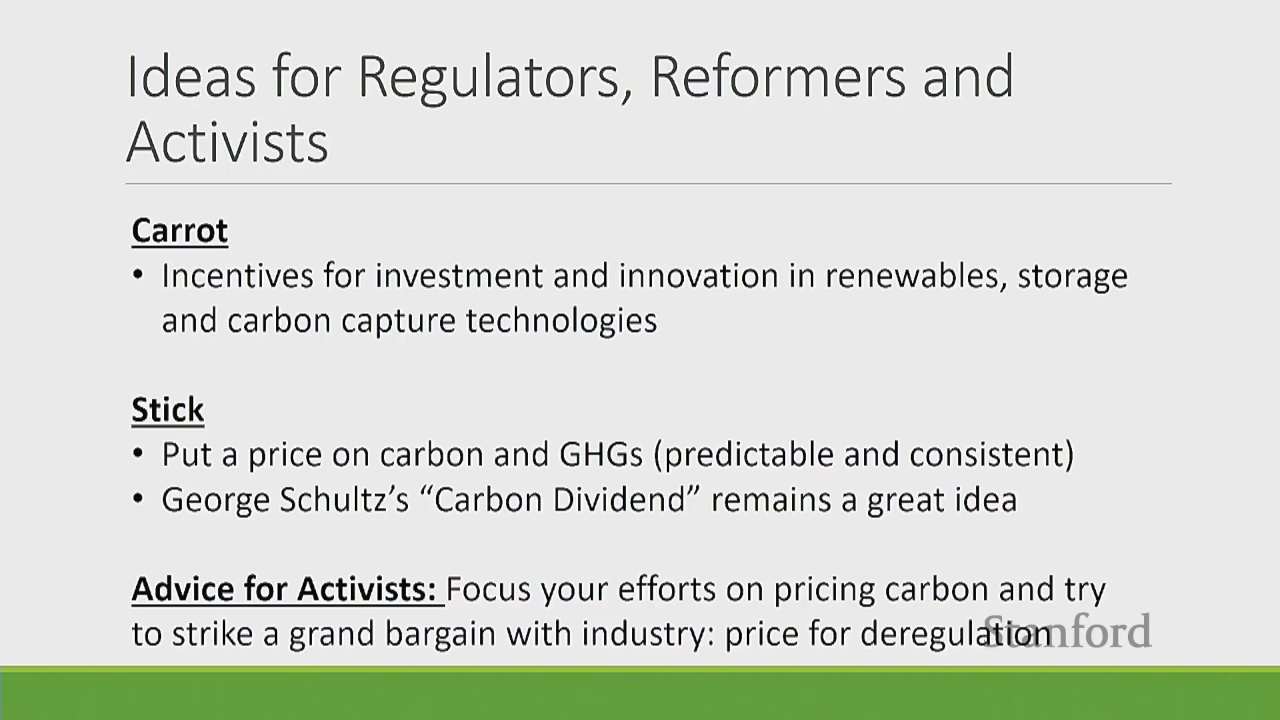 Ideas for Regulators, Reformers and
Activists
Carrot
• Incentives for investment and innovation in renewables, storage
and carbon capture technologies
Stick
• Put a price on carbon and GHGs (predictable and consistent)
• George Schultz’s “Carbon Dividend” remains a great idea
Advice for Activists: Focus your efforts on pricing carbon and try
to strike a grand bargain with industry: price for deregulation
Stanford